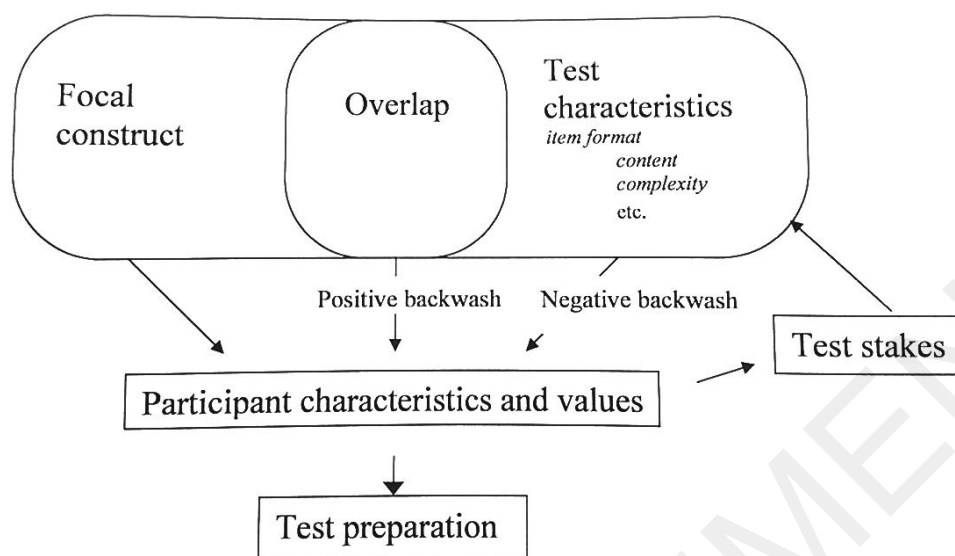 Focal
construct
Overlap
Test
characteristics
item format
content
complexity
etc.
Positive backwash
Negative backwash
Test stakes
Participant characteristics and values
Test preparation